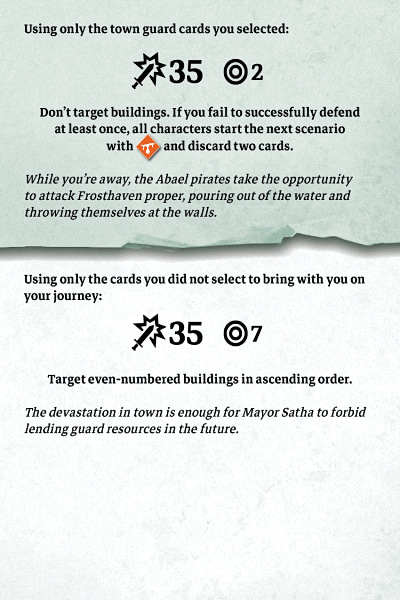 Using only the town guard cards you selected:
35 2
Don't target buildings. If you fail to successfully defend
at least once, all characters start the next scenario
with and discard two cards.
While you're away, the Abael pirates take the opportunity
to attack Frosthaven proper, pouring out of the water and
throwing themselves at the walls.
Using only the cards you did not select to bring with you on
your journey:
35 7
Target even-numbered buildings in ascending order.
The devastation in town is enough for Mayor Satha to forbid
lending guard resources in the future.